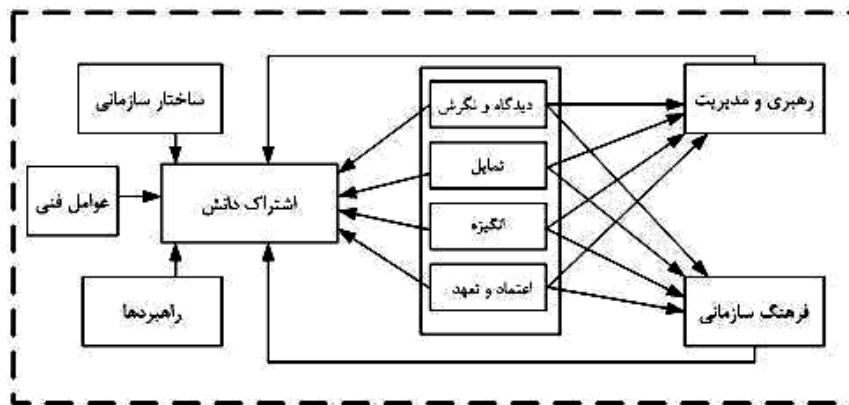 ساختار سازمانی
دیدگاه و نگرش
رهبری و مدیریت
تمایل
عوامل فنی
اشتراک دانش
انگیزه
اعتماد و تعهد
راهبردها
فرهنگ سازمانی